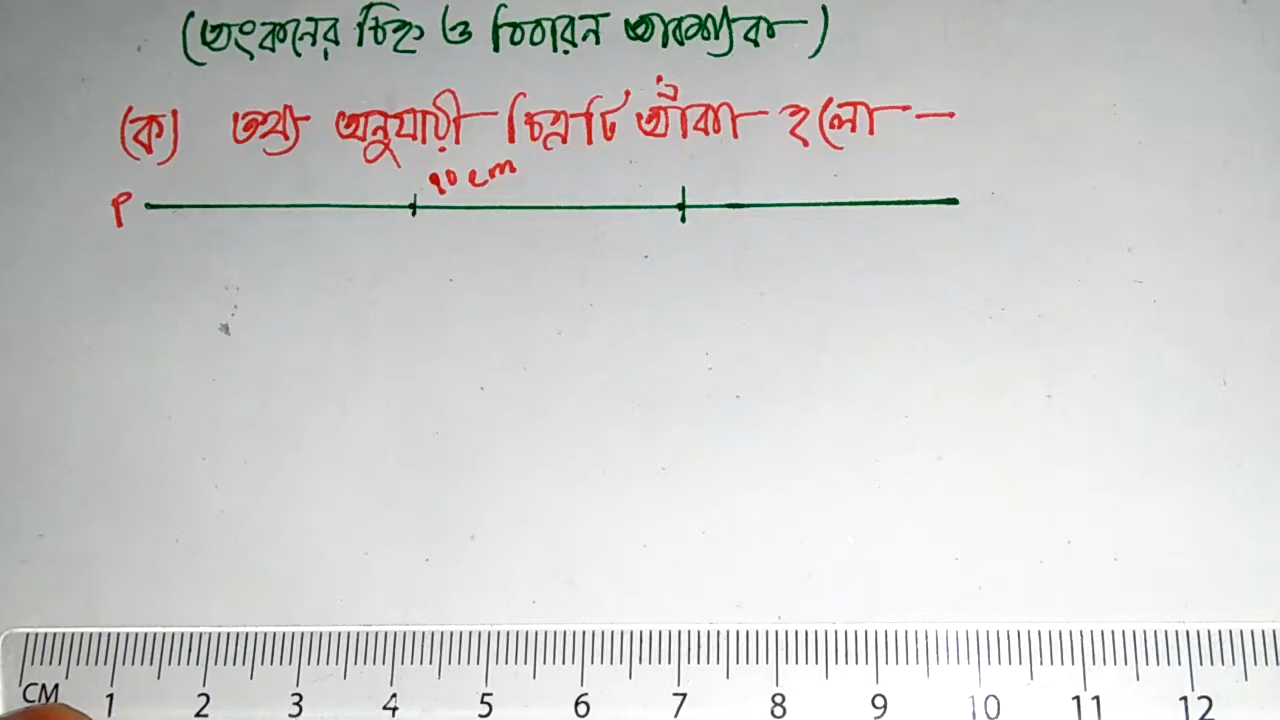 (অংকনের চিহ্ন ও বিবরন আবশ্যক)
(ক) তথ্য অনুযায়ী চিত্রটি আঁকা হলো -
10 cm
P
CM 1 2 3 4 5 6 7 8 9 10 11 12